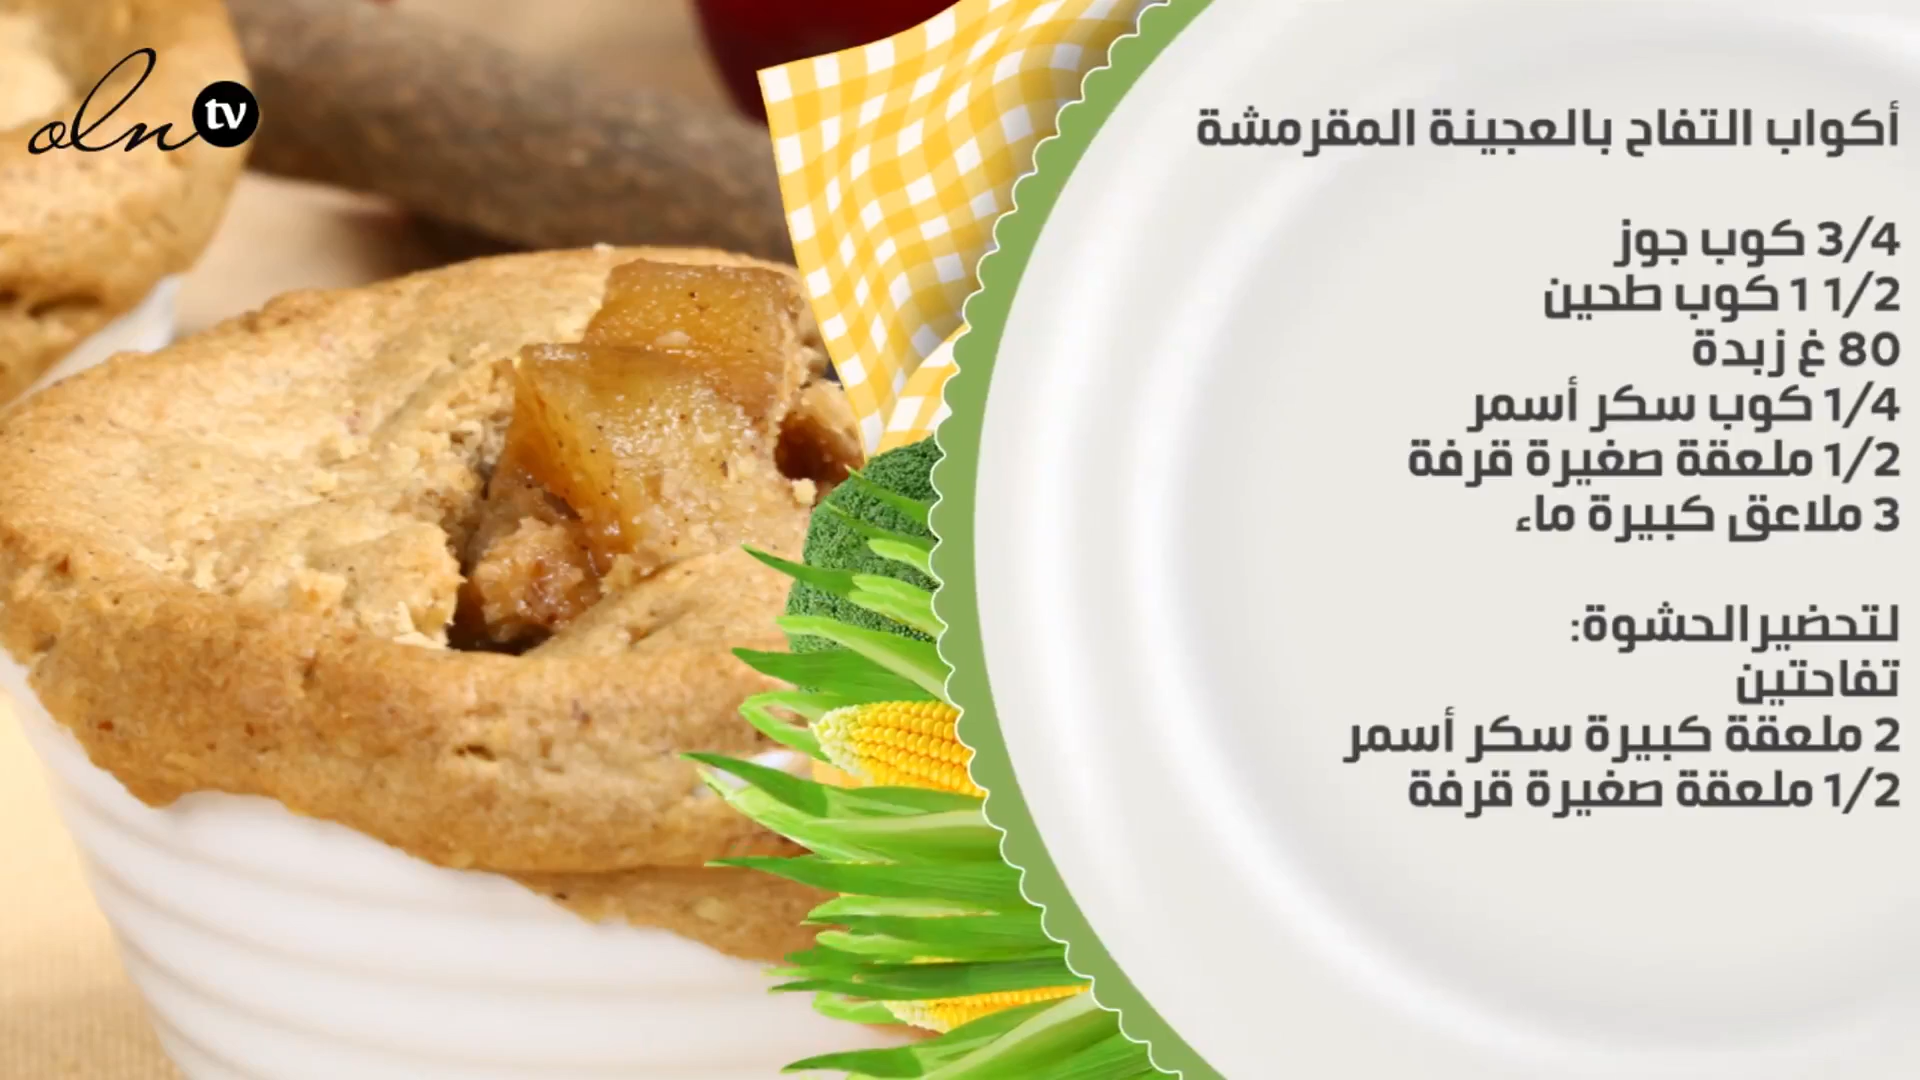 oln tv
أكواب التفاح بالعجينة المقرمشة
3/4 كوب جوز
1 1/2 كوب طحين
80 غ زبدة
1/4 كوب سكر أسمر
1/2 ملعقة صغيرة قرفة
3 ملاعق كبيرة ماء
لتحضيرالحشوة:
تفاحتين
2 ملعقة كبيرة سكر أسمر
1/2 ملعقة صغيرة قرفة